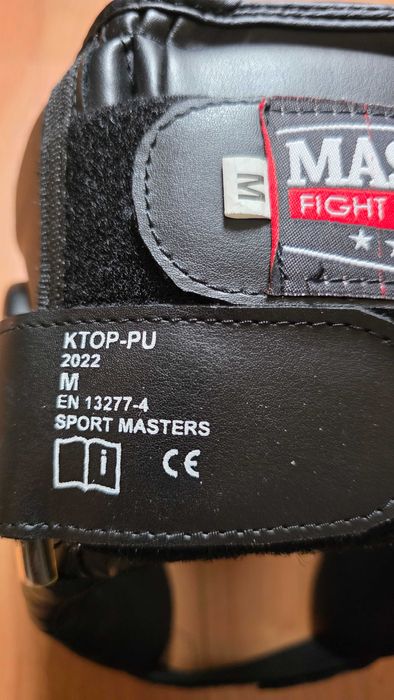 M
FIGHT
KTOP-PU
2022
M
EN 13277-4
SPORT MASTERS
i
CE